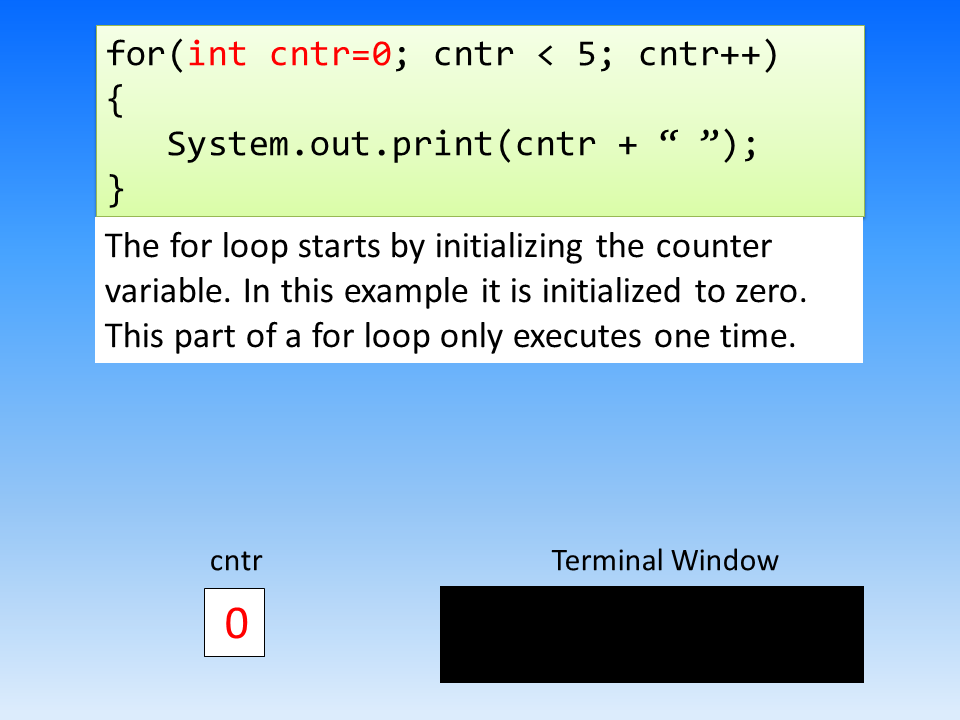 for(int cntr=0; cntr < 5; cntr++)
{
   System.out.print(cntr + “ ”);
}
The for loop starts by initializing the counter
variable. In this example it is initialized to zero.
This part of a for loop only executes one time.
cntr
Terminal Window
0